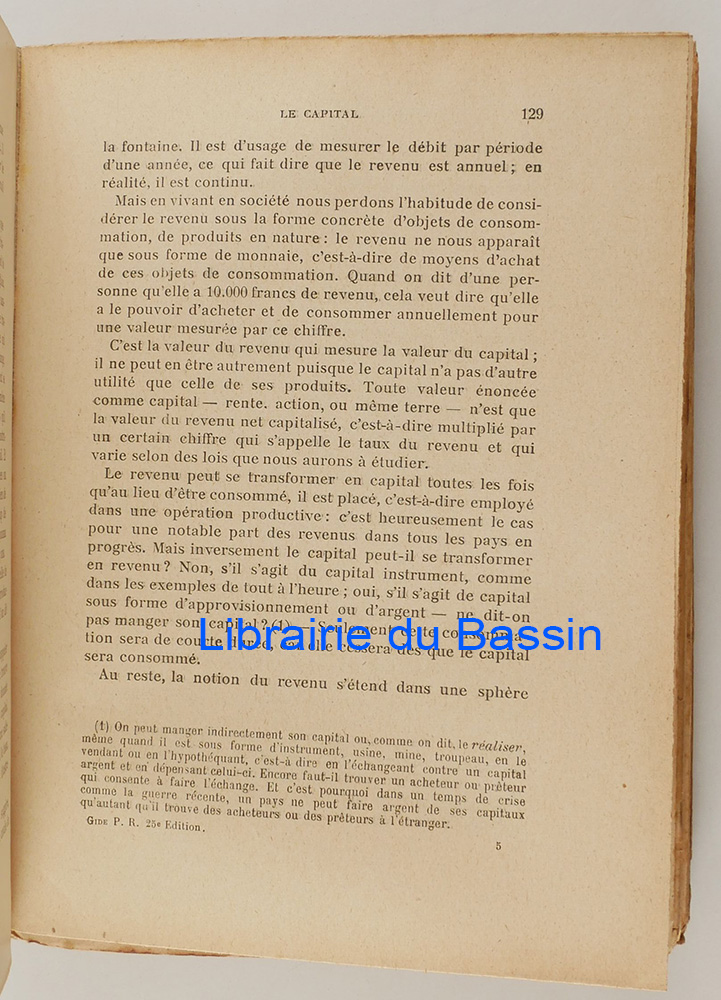 LE CAPITAL
129
la fontaine. Il est d'usage de mesurer le débit par période
d'une année, ce qui fait dire que le revenu est annuel ; en
réalité, il est continu.
Mais en vivant en société nous perdons l'habitude de consi-
dérer le revenu sous la forme concrète d'objets de consom-
mation, de produits en nature : le revenu ne nous apparaît
que sous forme de monnaie, c'est-à-dire de moyens d'achat
de ces objets de consommation. Quand on dit d'une per-
sonne qu'elle a 10.000 francs de revenu, cela veut dire qu'elle
a le pouvoir d'acheter et de consommer annuellement pour
une valeur mesurée par ce chiffre.
C'est la valeur du revenu qui mesure la valeur du capital ;
il ne peut en être autrement puisque le capital n'a pas d'autre
utilité que celle de ses produits. Toute valeur énoncée
comme capital — rente. action, ou même terre — n'est que
la valeur du revenu net capitalisé, c'est-à-dire multiplié par
un certain chiffre qui s'appelle le taux du revenu et qui
varie selon des lois que nous aurons à étudier.
Le revenu peut se transformer en capital toutes les fois
qu'au lieu d'être consommé, il est placé, c'est-à-dire employé
dans une opération productive : c'est heureusement le cas
pour une notable part des revenus dans tous les pays en
progrès. Mais inversement le capital peut-il se transformer
en revenu ? Non, s'il s'agit du capital instrument, comme
dans les exemples de tout à l'heure ; oui, s'il s'agit de capital
sous forme d'approvisionnement ou d'argent — ne dit-on
pas manger son capital ? (1) — Seulement cette consomma-
tion sera de courte durée, car elle cessera dès que le capital
sera consommé.
Au reste, la notion du revenu s'étend dans une sphère
(1) On peut manger indirectement son capital ou, comme on dit, le réaliser,
même quand il est sous forme d'instrument, usine, mine, troupeau, en le
vendant ou en l'hypothéquant, c'est-à dire en l'échangeant contre un capital
argent et en dépensant celui-ci. Encore faut-il trouver un acheteur ou prêteur
qui consente à faire l'échange. Et c'est pourquoi dans un temps de crise
comme la guerre récente, un pays ne peut faire argent de ses capitaux
qu'autant qu'il trouve des acheteurs ou des prêteurs à l'étranger.
GIDE P. R. 25e Edition.
5
Librairie du Bassin